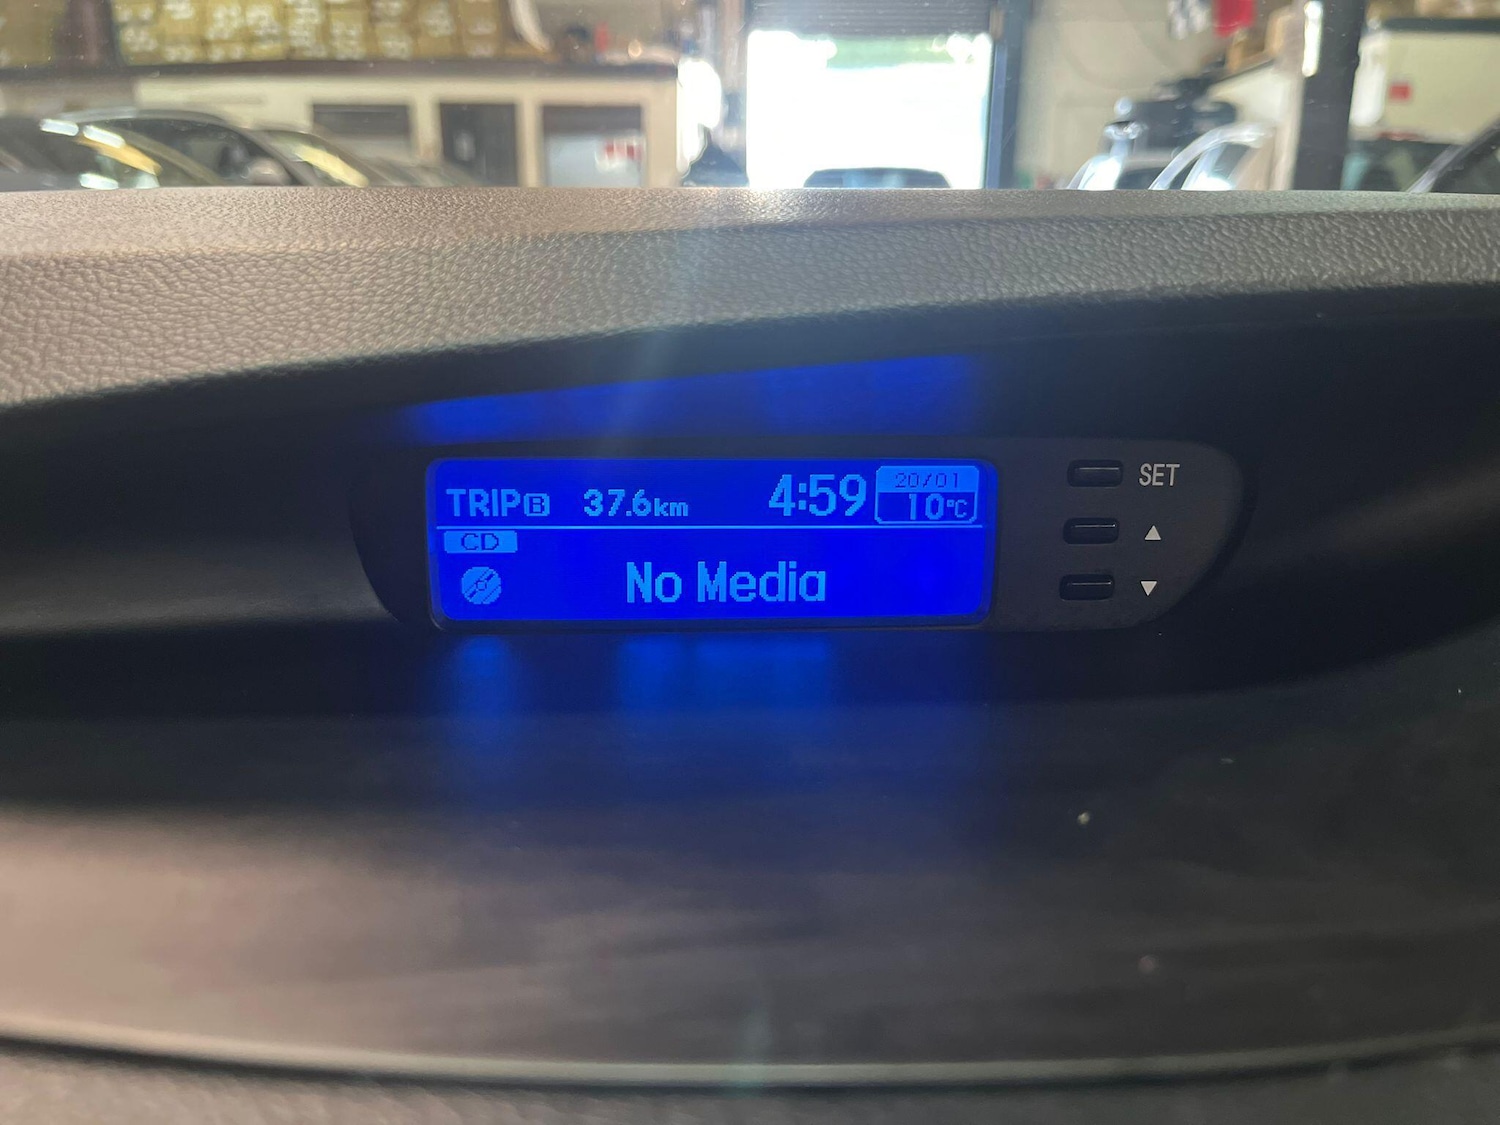 TRIP B 37.6km 4:59 20/01
10°C
CD
No Media
SET